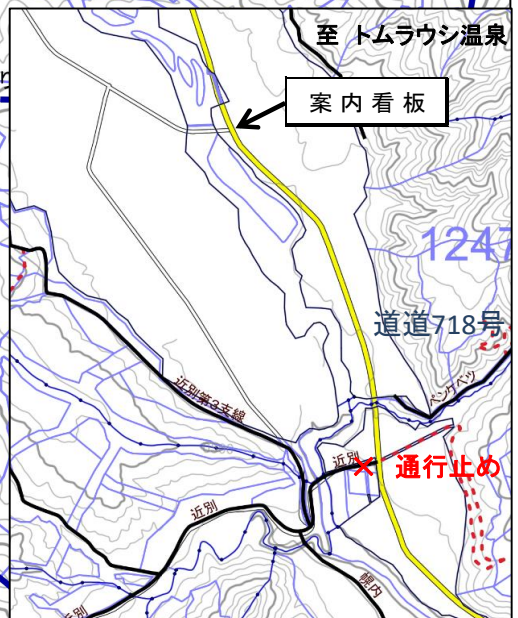 至 トムラウシ温泉
案内看板
1247
道道718号
ペンケベツ
近別第3支線
近別
通行止め
近別
幌内